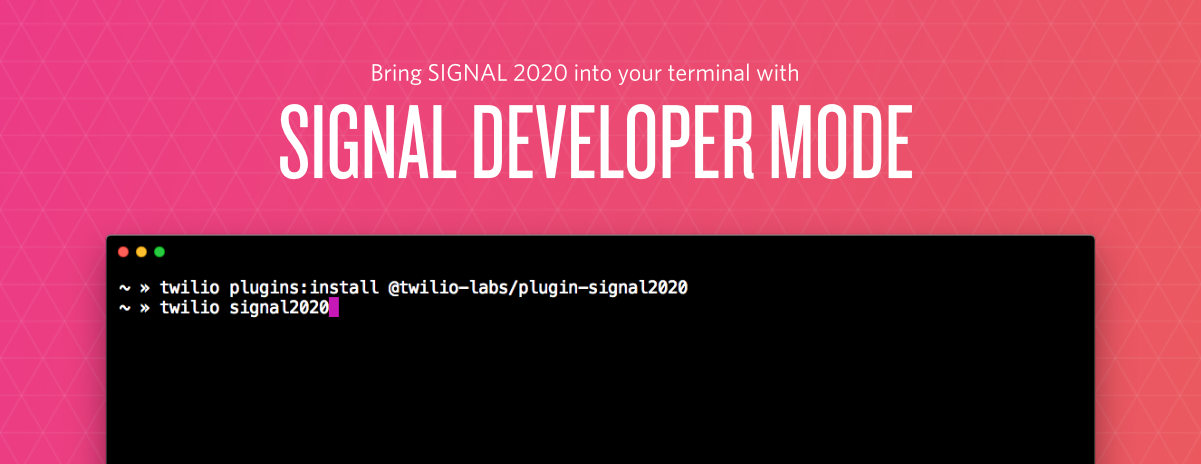 Bring SIGNAL 2020 into your terminal with
SIGNAL DEVELOPER MODE
~ » twilio plugins:install @twilio-labs/plugin-signal2020
~ » twilio signal2020